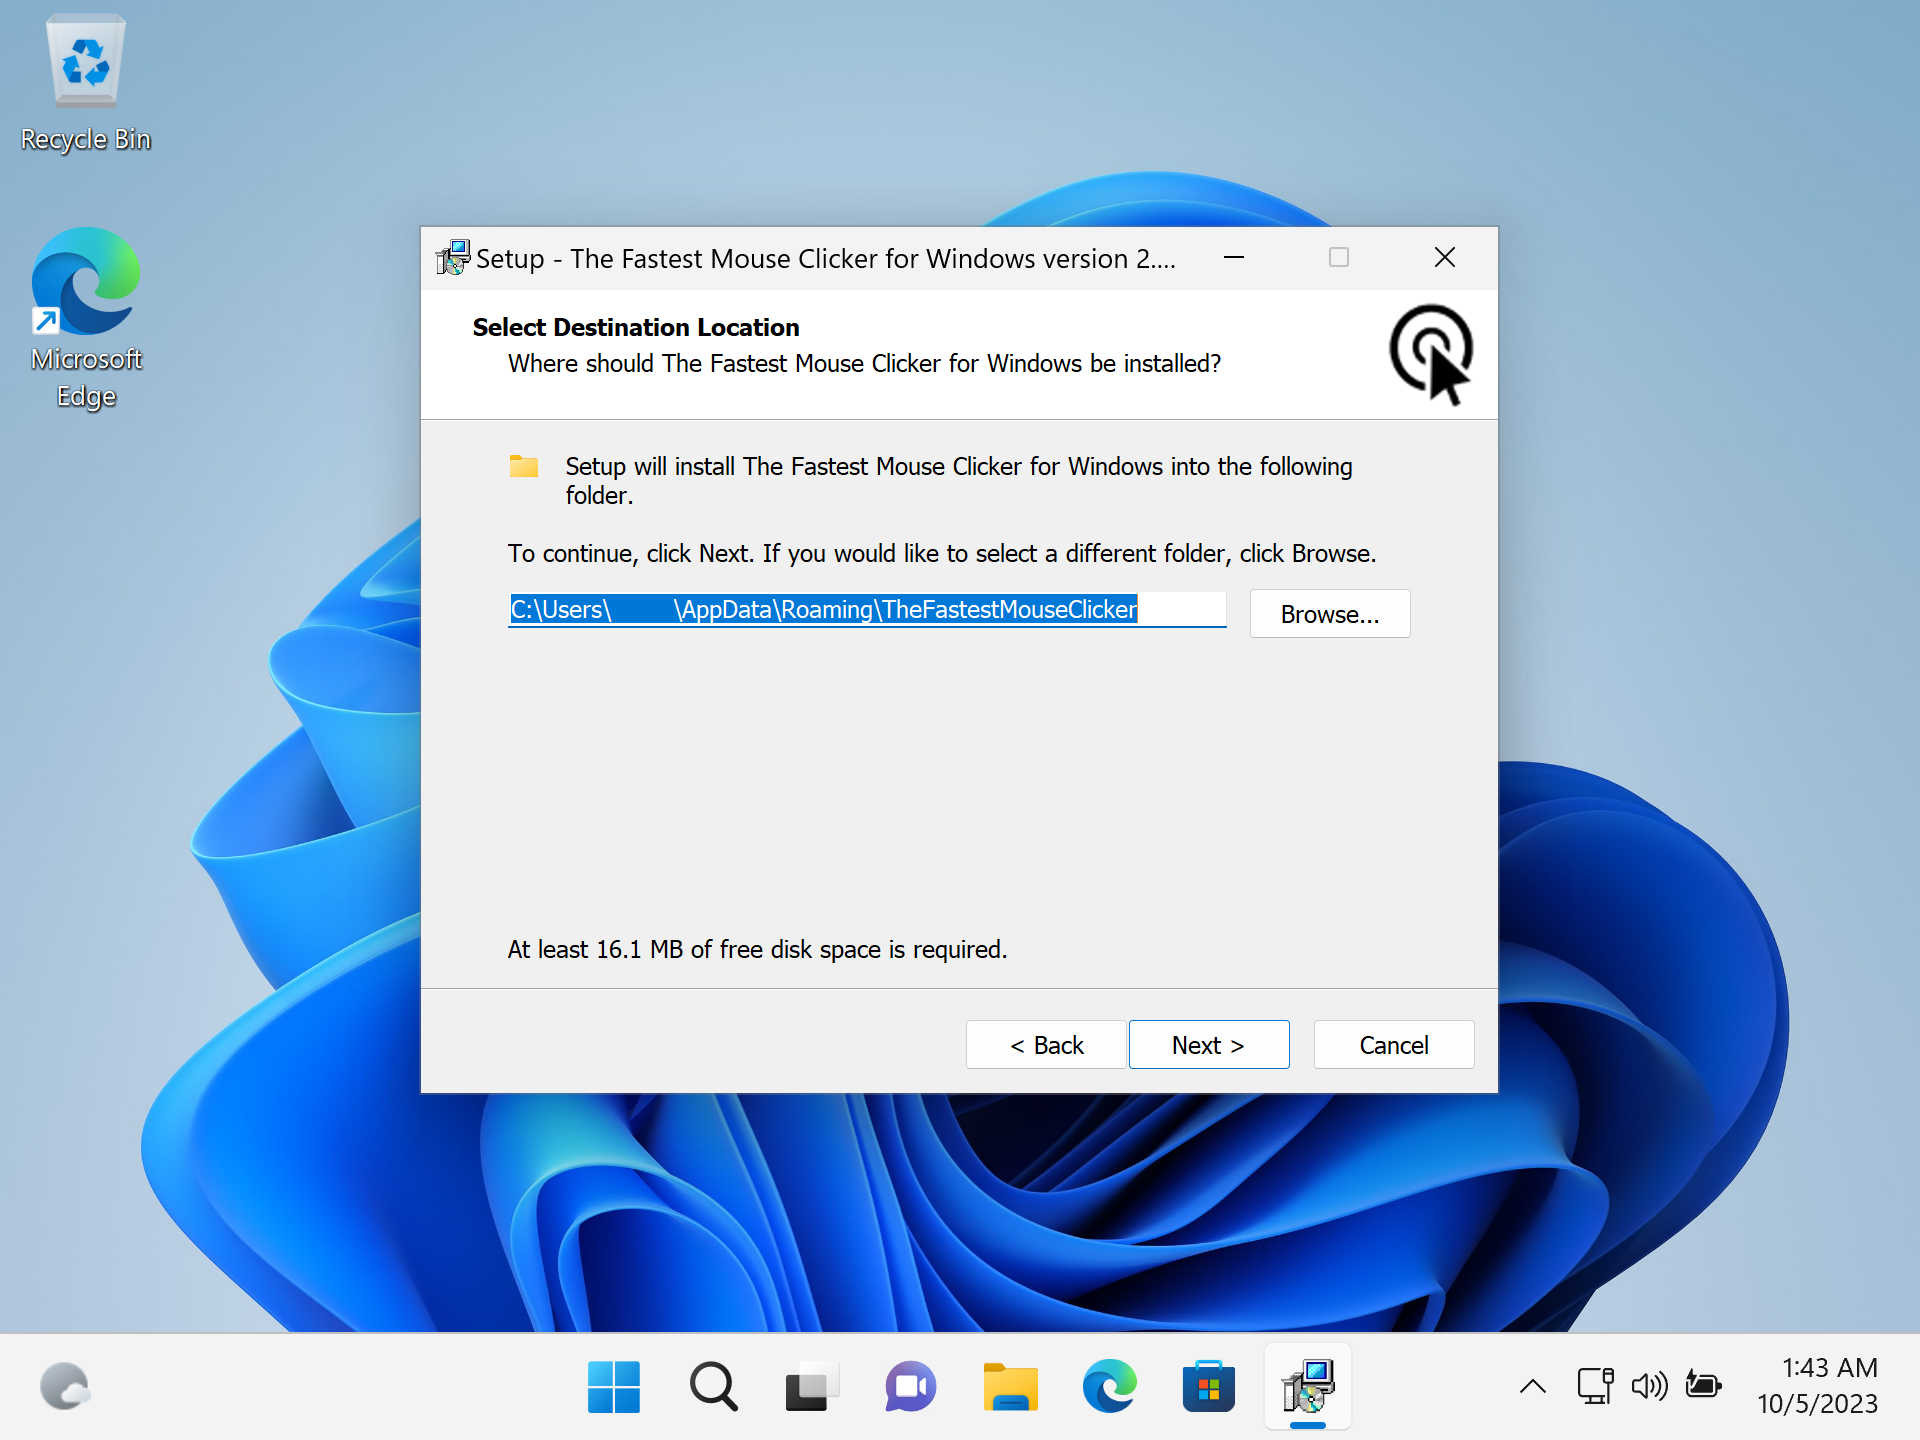 Recycle Bin
Microsoft
Edge
Setup - The Fastest Mouse Clicker for Windows version 2....
Select Destination Location
Where should The Fastest Mouse Clicker for Windows be installed?
Setup will install The Fastest Mouse Clicker for Windows into the following
folder.
To continue, click Next. If you would like to select a different folder, click Browse.
C:\Users\ \AppData\Roaming\TheFastestMouseClicker
Browse...
At least 16.1 MB of free disk space is required.
< Back
Next >
Cancel
1:43 AM
10/5/2023